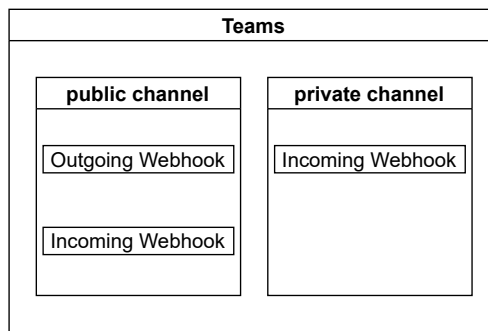 Teams
public channel
Outgoing Webhook
Incoming Webhook
private channel
Incoming Webhook